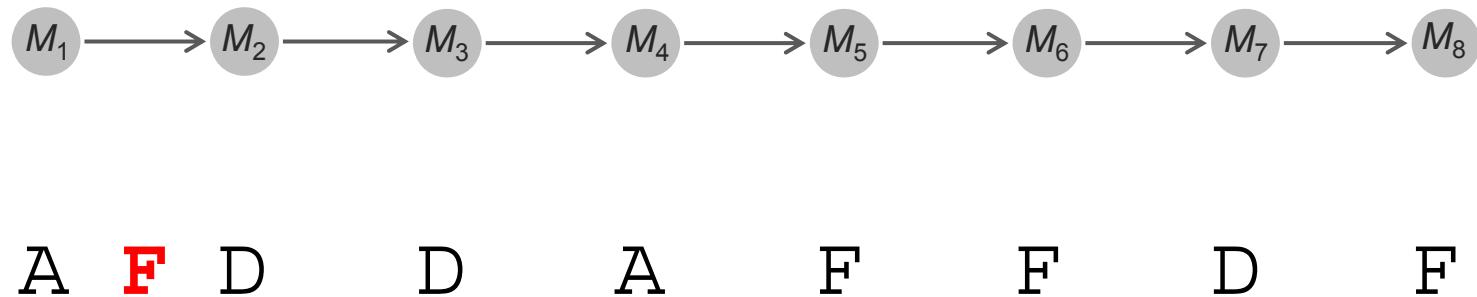 M₁ M₂ M₃ M₄ M₅ M₆ M₇ M₈
A F D D A F F D F